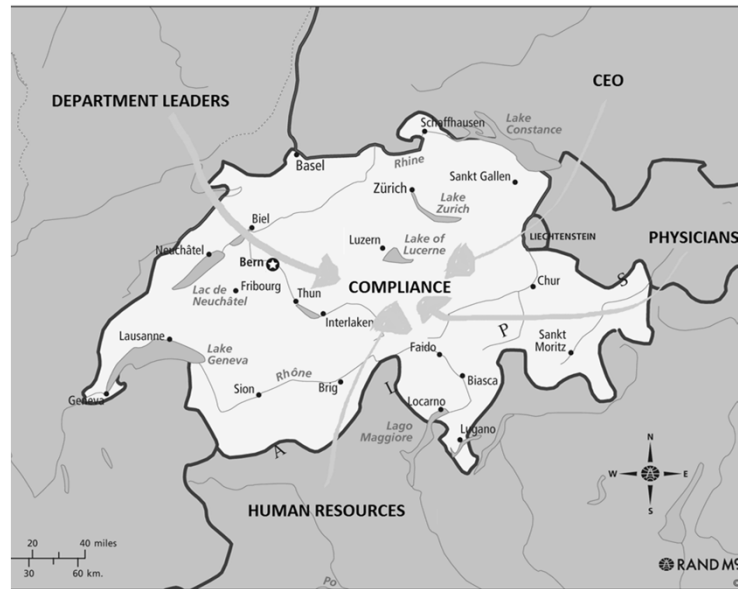 CEO
DEPARTMENT LEADERS
Lake
Constance
Schaffhausen
Basel
Rhine
Sankt Gallen
Zürich
Lake
Zurich
Biel
LIECHTENSTEIN
PHYSICIANS
Neuchâtel
Luzern
Lake of
Lucerne
Bern
Chur
S
COMPLIANCE
Lac de
Neuchâtel
Fribourg
Thun
Interlaken
P
Lausanne
Lake
Geneva
Faido
Sankt
Moritz
Rhône
Biasca
Geneva
Sion
Brig
L
Locarno
Lago
Maggiore
Lugano
A
N
W
E
S
HUMAN RESOURCES
20 40 miles
30 60 km.
Po
RAND